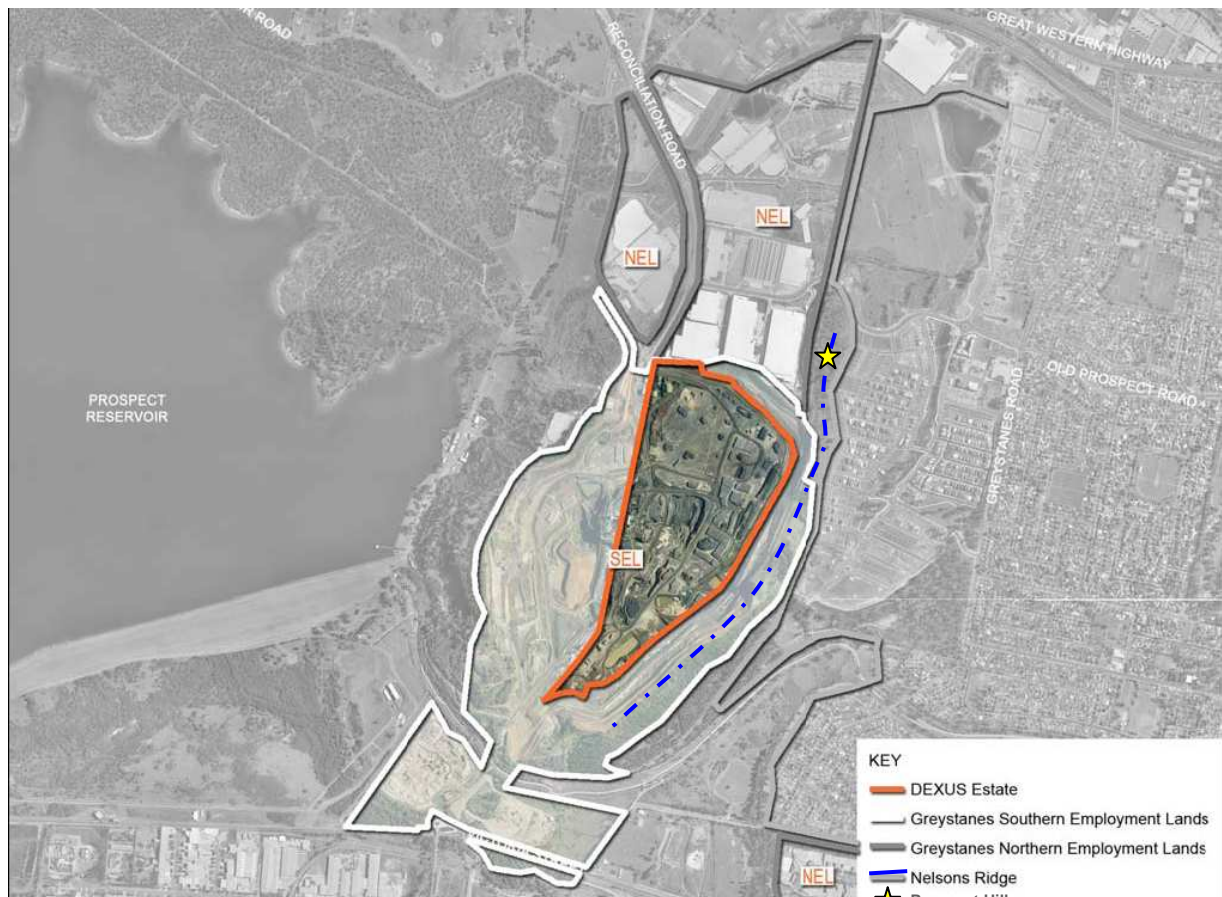 GREAT WESTERN HIGHWAY
RECONCILIATION ROAD
NEL
NEL
OLD PROSPECT ROAD
PROSPECT
RESERVOIR
GREYSTANES ROAD
SEL
KEY
DEXUS Estate
Greystanes Southern Employment Lands
Greystanes Northern Employment Lands
Nelsons Ridge
NEL